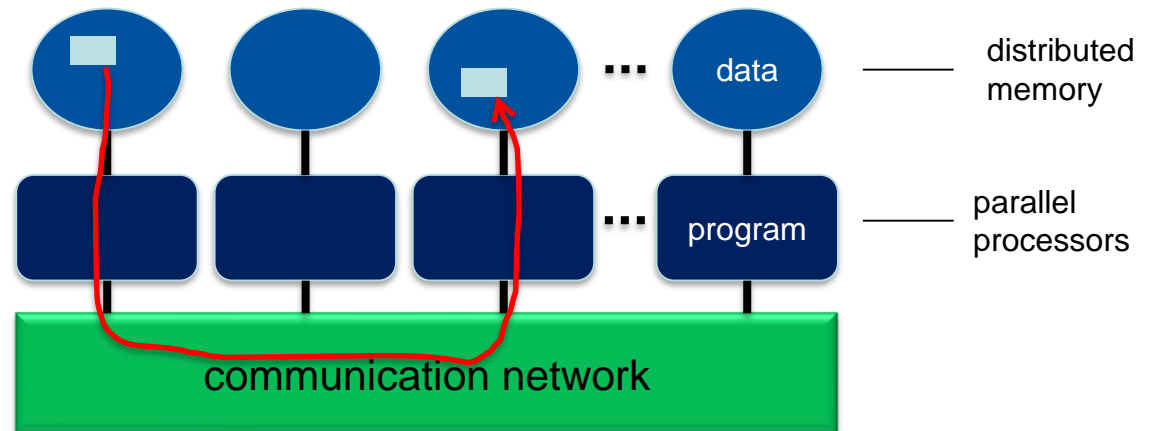 ... data
distributed
memory
... program
parallel
processors
communication network